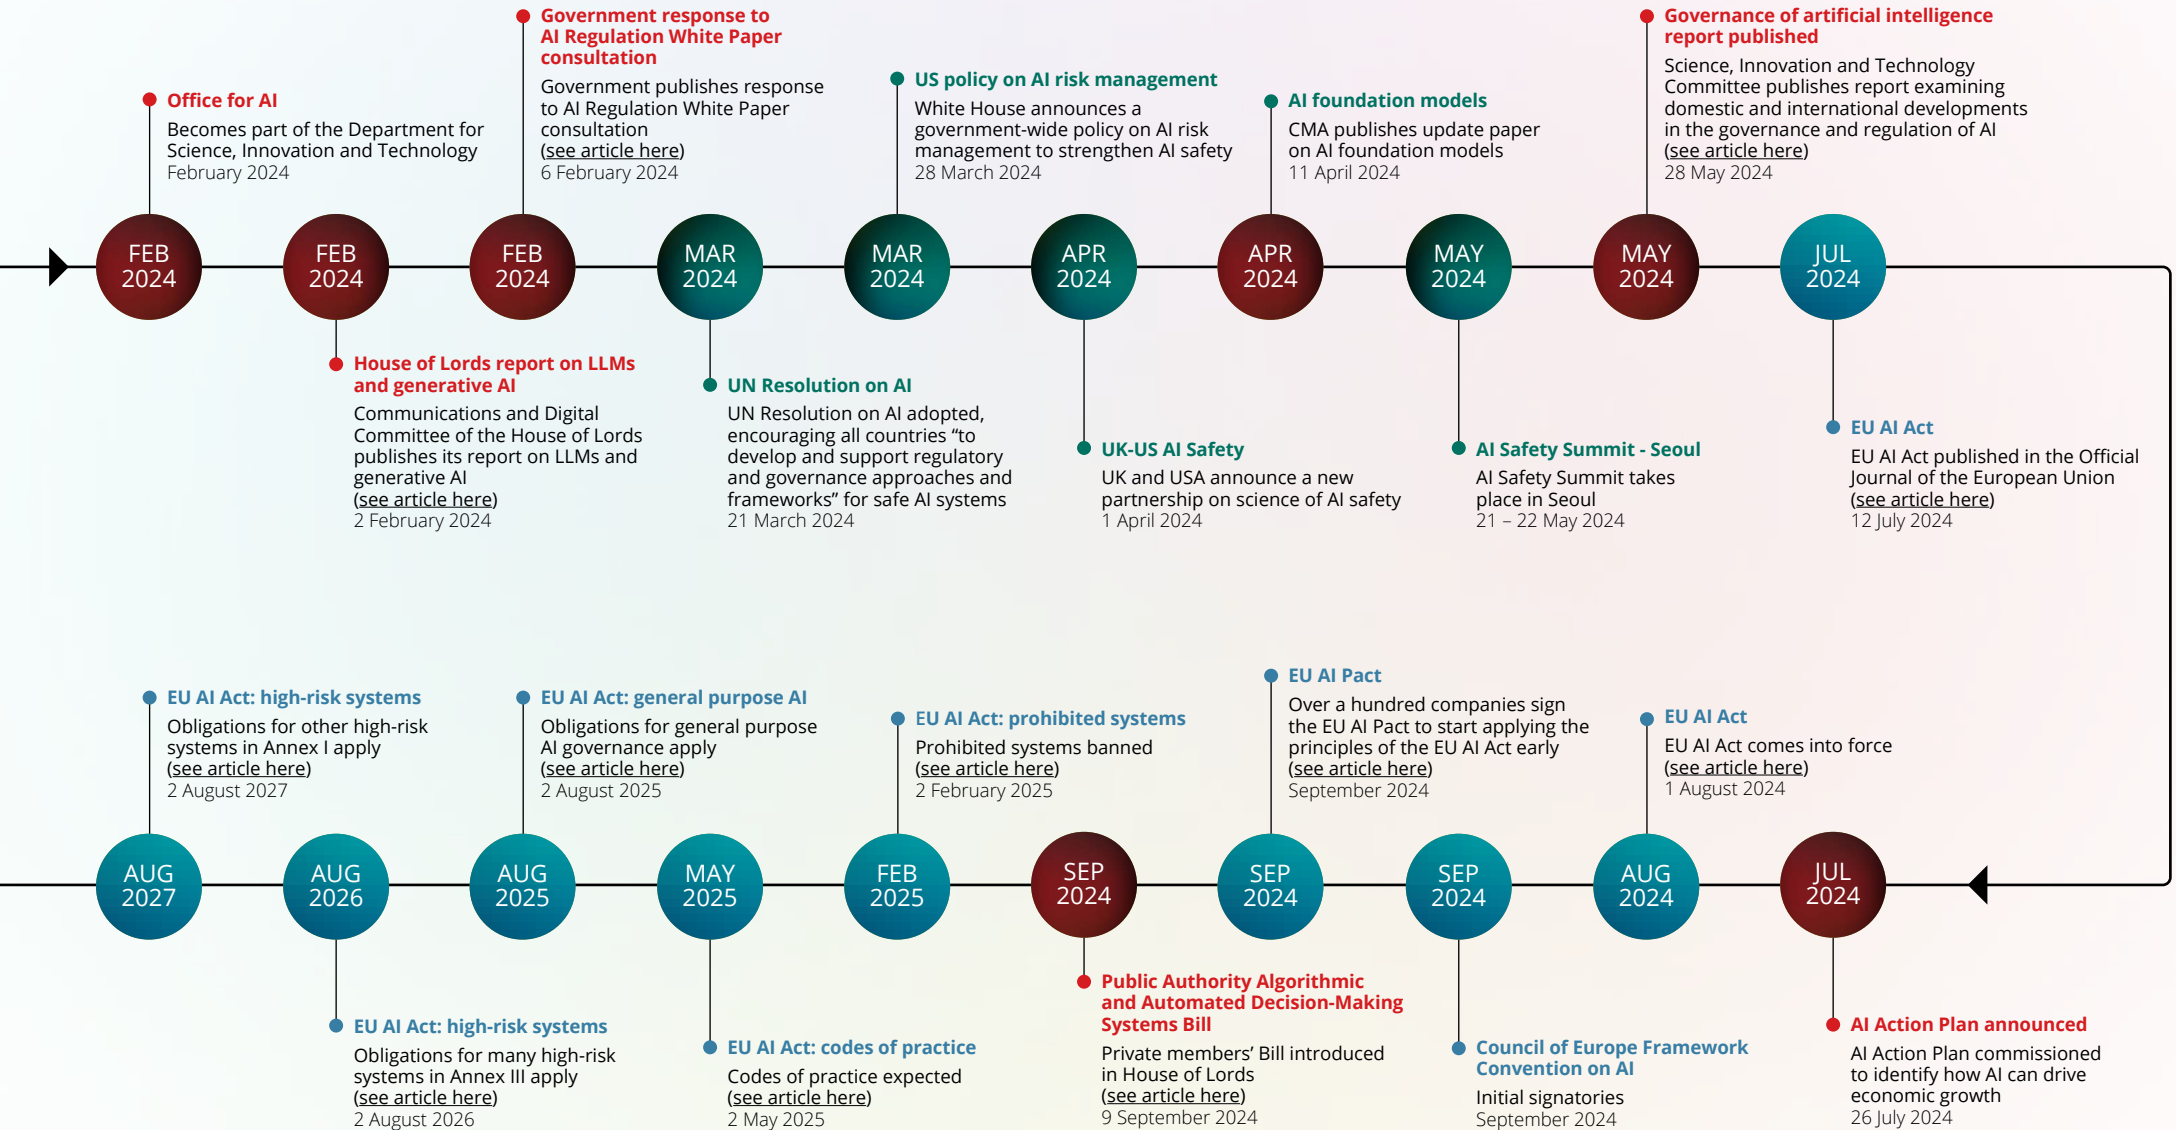 Office for AI
Becomes part of the Department for
Science, Innovation and Technology
February 2024
FEB
2024
House of Lords report on LLMs
and generative AI
Communications and Digital
Committee of the House of Lords
publishes its report on LLMs and
generative AI
(see article here)
2 February 2024
FEB
2024
Government response to
AI Regulation White Paper
consultation
Government publishes response
to AI Regulation White Paper
consultation
(see article here)
6 February 2024
FEB
2024
UN Resolution on AI
UN Resolution on AI adopted,
encouraging all countries “to
develop and support regulatory
and governance approaches and
frameworks” for safe AI systems
21 March 2024
MAR
2024
US policy on AI risk management
White House announces a
government-wide policy on AI risk
management to strengthen AI safety
28 March 2024
MAR
2024
UK-US AI Safety
UK and USA announce a new
partnership on science of AI safety
1 April 2024
APR
2024
AI foundation models
CMA publishes update paper
on AI foundation models
11 April 2024
APR
2024
AI Safety Summit - Seoul
AI Safety Summit takes
place in Seoul
21 – 22 May 2024
MAY
2024
Governance of artificial intelligence
report published
Science, Innovation and Technology
Committee publishes report examining
domestic and international developments
in the governance and regulation of AI
(see article here)
28 May 2024
MAY
2024
JUL
2024
EU AI Act
EU AI Act published in the Official
Journal of the European Union
(see article here)
12 July 2024
JUL
2024
AI Action Plan announced
AI Action Plan commissioned
to identify how AI can drive
economic growth
26 July 2024
EU AI Act
EU AI Act comes into force
(see article here)
1 August 2024
AUG
2024
SEP
2024
Council of Europe Framework
Convention on AI
Initial signatories
September 2024
EU AI Pact
Over a hundred companies sign
the EU AI Pact to start applying the
principles of the EU AI Act early
(see article here)
September 2024
SEP
2024
SEP
2024
Public Authority Algorithmic
and Automated Decision-Making
Systems Bill
Private members’ Bill introduced
in House of Lords
(see article here)
9 September 2024
EU AI Act: prohibited systems
Prohibited systems banned
(see article here)
2 February 2025
FEB
2025
MAY
2025
EU AI Act: codes of practice
Codes of practice expected
(see article here)
2 May 2025
EU AI Act: general purpose AI
Obligations for general purpose
AI governance apply
(see article here)
2 August 2025
AUG
2025
AUG
2026
EU AI Act: high-risk systems
Obligations for many high-risk
systems in Annex III apply
(see article here)
2 August 2026
EU AI Act: high-risk systems
Obligations for other high-risk
systems in Annex I apply
(see article here)
2 August 2027
AUG
2027